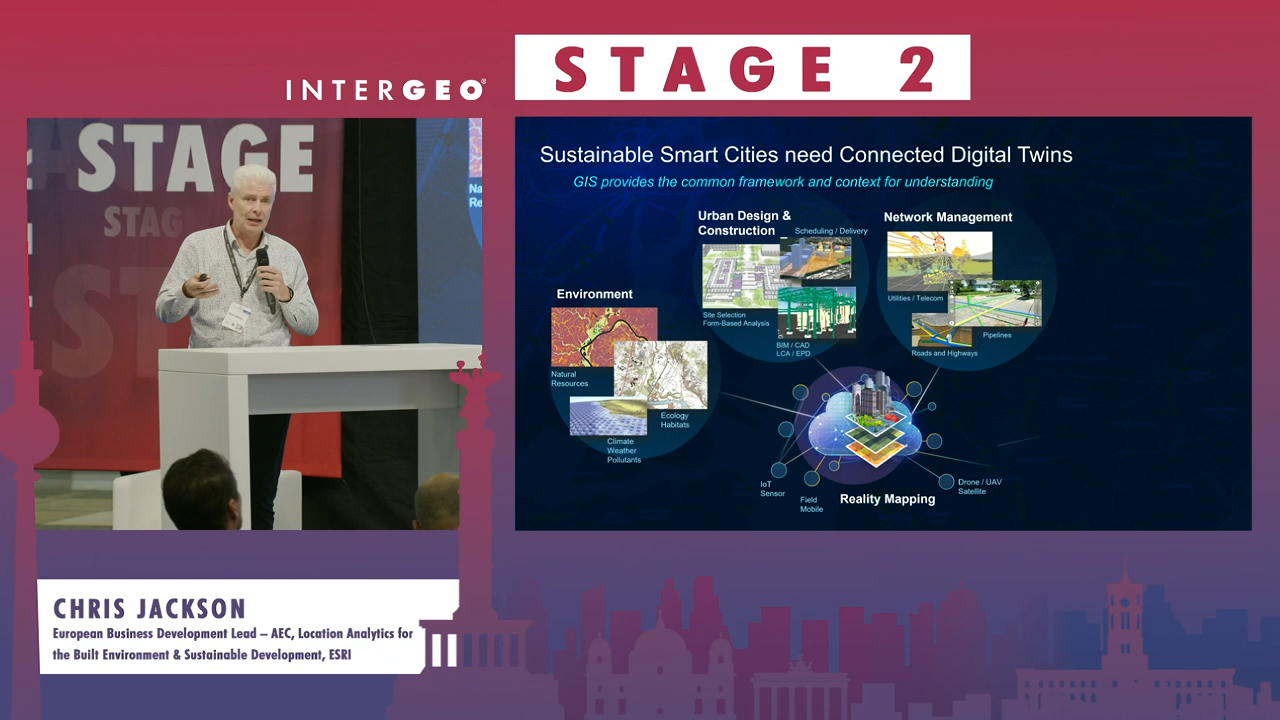 INTERGEO®
STAGE 2
STAGE
STAG
ST
Na
Re
Sustainable Smart Cities need Connected Digital Twins
GIS provides the common framework and context for understanding
Urban Design &
Construction
Scheduling / Delivery
Site Selection
Form-Based Analysis
BIM / CAD
LCA / EPD
Network Management
Utilities / Telecom
Pipelines
Roads and Highways
Environment
Natural
Resources
Ecology
Habitats
Climate
Weather
Pollutants
IoT
Sensor
Field
Mobile
Reality Mapping
Drone / UAV
Satellite
CHRIS JACKSON
European Business Development Lead – AEC, Location Analytics for
the Built Environment & Sustainable Development, ESRI